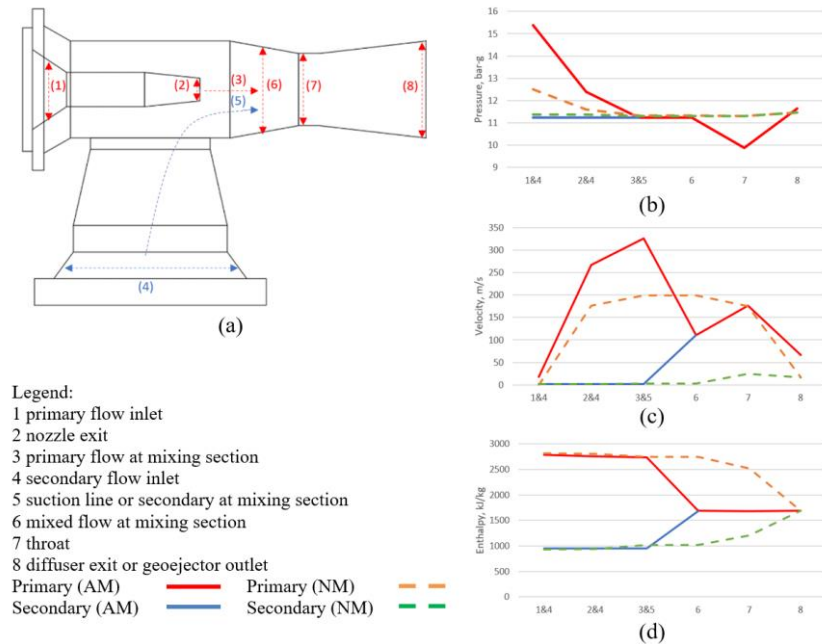 (1)
(2)
(3)
(5)
(6)
(7)
(8)
(4)
(a)
Legend:
1 primary flow inlet
2 nozzle exit
3 primary flow at mixing section
4 secondary flow inlet
5 suction line or secondary at mixing section
6 mixed flow at mixing section
7 throat
8 diffuser exit or geoejector outlet
Primary (AM) Primary (NM)
Secondary (AM) Secondary (NM)
Pressure, bar-g
16
15
14
13
12
11
10
9
1&4 2&4 3&5 6 7 8
(b)
Velocity, m/s
350
300
250
200
150
100
50
0
1&4 2&4 3&5 6 7 8
(c)
Enthalpy, kJ/kg
3000
2500
2000
1500
1000
500
0
1&4 2&4 3&5 6 7 8
(d)